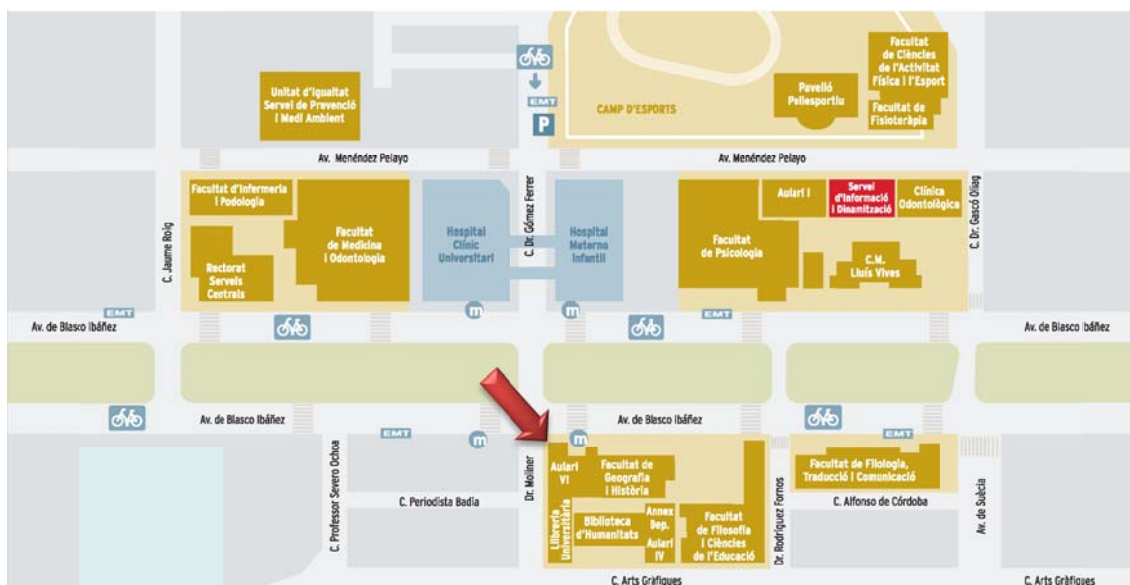 Unitat d'Igualtat
Servei de Prevenció
i Medi Ambient
EMT
P
CAMP D'ESPORTS
Pavelló
Poliesportiu
Facultat
de Ciències
de l'Activitat
Física i l'Esport
Facultat de
Fisioteràpia
Av. Menéndez Pelayo
Av. Menéndez Pelayo
C. Jaume Roig
Facultat d'Infermeria
i Podologia
Rectorat
Serveis
Centrals
Facultat
de Medicina
i Odontologia
Hospital
Clínic
Universitari
C. Dr. Gómez Ferrer
Hospital
Materno
Infantil
Facultat
de Psicologia
Aulari I
Servei
d'Informació
i Dinamització
Clínica
Odontològica
C.M.
Lluís Vives
C. Dr. Gascó Oliag
EMT
m
m
EMT
Av. de Blasco Ibáñez
Av. de Blasco Ibáñez
Av. de Blasco Ibáñez
Av. de Blasco Ibáñez
EMT
m
m
EMT
C. Professor Severo Ochoa
C. Periodista Badia
Dr. Moliner
Aulari
VI
Llibreria
Universitària
Facultat de
Geografia
i Història
Biblioteca
d'Humanitats
Annex
Dep.
Aulari
IV
Facultat
de Filosofia
i Ciències
de l'Educació
Dr. Rodríguez Fornos
Facultat de Filologia,
Traducció i Comunicació
C. Alfonso de Córdoba
Av. de Suècia
C. Arts Gràfiques
C. Arts Gràfiques